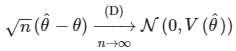 √n(θ̂ − θ) —(D)→ n→∞ 𝒩(0, V(θ̂))